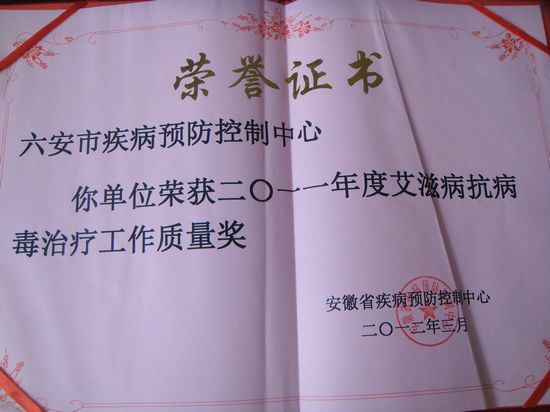 荣誉证书
六安市疾病预防控制中心
你单位荣获二〇一一年度艾滋病抗病
毒治疗工作质量奖
安徽省疾病预防控制中心
二〇一二年三月